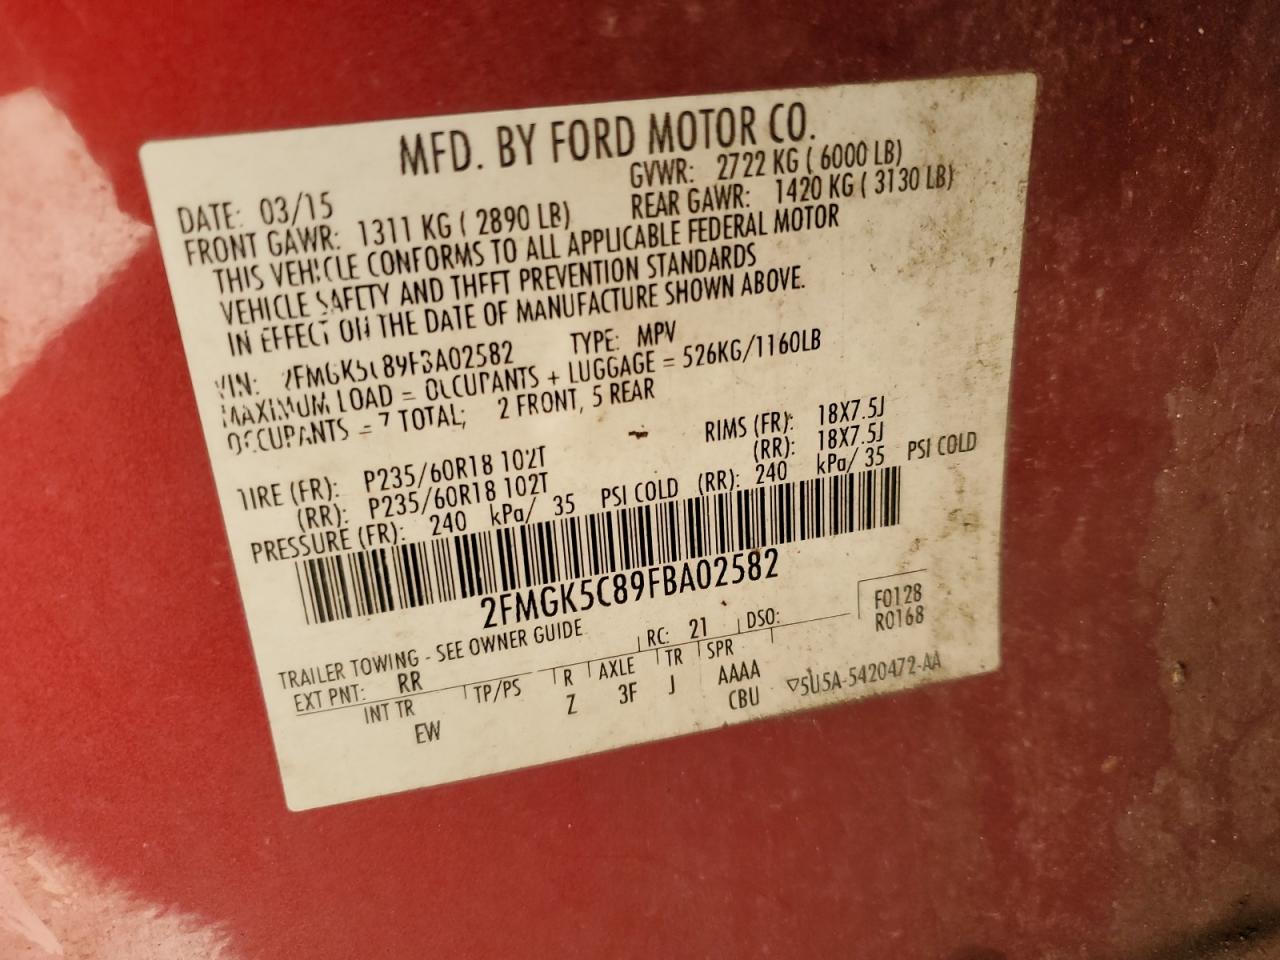 MFD. BY FORD MOTOR CO.
DATE: 03/15 GVWR: 2722 KG ( 6000 LB)
FRONT GAWR: 1311 KG ( 2890 LB) REAR GAWR: 1420 KG ( 3130 LB)
THIS VEHICLE CONFORMS TO ALL APPLICABLE FEDERAL MOTOR
VEHICLE SAFETY AND THEFT PREVENTION STANDARDS
IN EFFECT ON THE DATE OF MANUFACTURE SHOWN ABOVE.
VIN: 2FMGK5C89FBA02582 TYPE: MPV
MAXIMUM LOAD = OCCUPANTS + LUGGAGE = 526KG/1160LB
OCCUPANTS = 7 TOTAL; 2 FRONT, 5 REAR
TIRE (FR): P235/60R18 102T RIMS (FR): 18X7.5J
(RR): P235/60R18 102T (RR): 18X7.5J
PRESSURE (FR): 240 kPa/ 35 PSI COLD (RR): 240 kPa/ 35 PSI COLD
2FMGK5C89FBA02582
F0128
R0168
TRAILER TOWING - SEE OWNER GUIDE RC: 21 DSO:
EXT PNT: RR TP/PS R AXLE TR SPR
INT TR Z 3F J AAAA ▽5U5A-5420472-AA
EW CBU